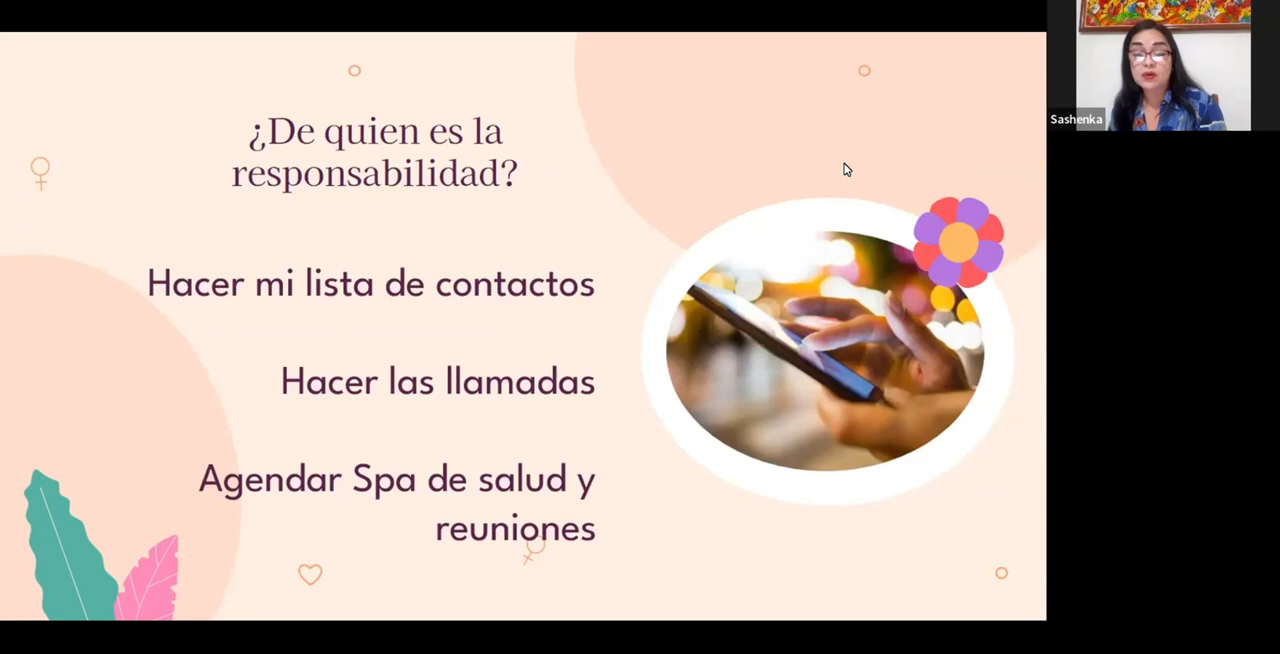 ¿De quien es la
responsabilidad?
Hacer mi lista de contactos
Hacer las llamadas
Agendar Spa de salud y
reuniones
Sashenka